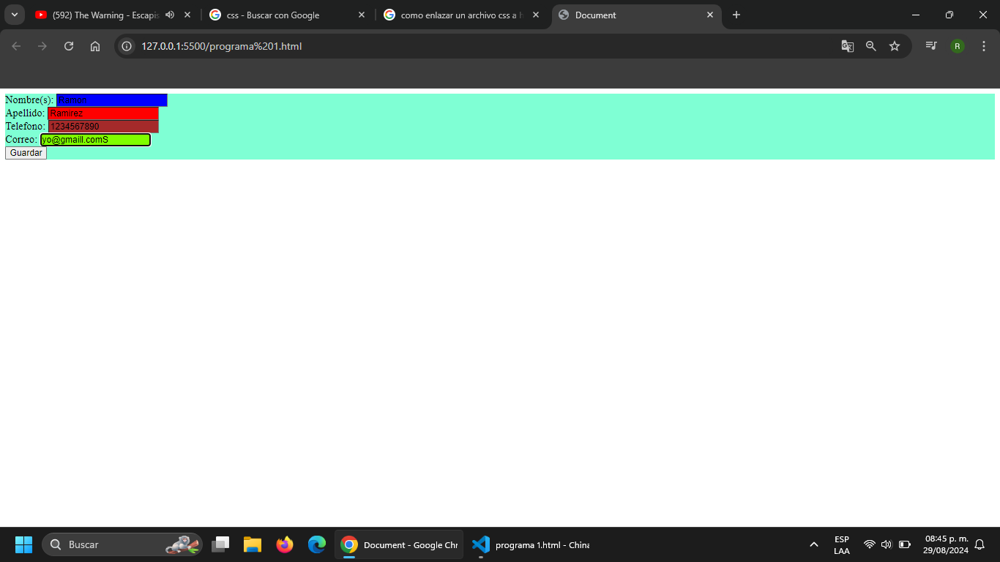 (592) The Warning - Escapis
css - Buscar con Google
como enlazar un archivo css a h
Document
127.0.0.1:5500/programa%201.html
R
Nombre(s): Ramon
Apellido: Ramirez
Telefono: 1234567890
Correo: yo@gmaill.comS
Guardar
Buscar
Document - Google Chr
programa 1.html - China
ESP
LAA
08:45 p. m.
29/08/2024